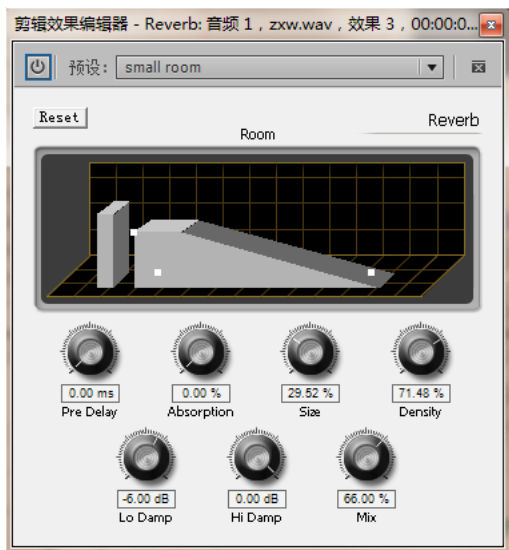 剪辑效果编辑器 - Reverb: 音频 1，zxw.wav，效果 3，00:00:0...
预设: small room
Reset
Reverb
Room
0.00 ms 0.00 % 29.52 % 71.48 %
Pre Delay Absorption Size Density
-6.00 dB 0.00 dB 66.00 %
Lo Damp Hi Damp Mix